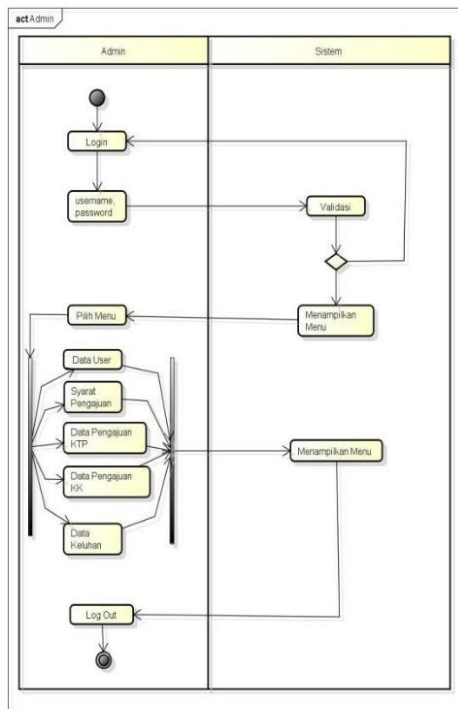 act Admin
Admin
Sistem
Login
username,
password
Validasi
Pilih Menu
Menampilkan
Menu
Data User
Syarat
Pengajuan
Data Pengajuan
KTP
Menampilkan Menu
Data Pengajuan
KK
Data
Keluhan
Log Out